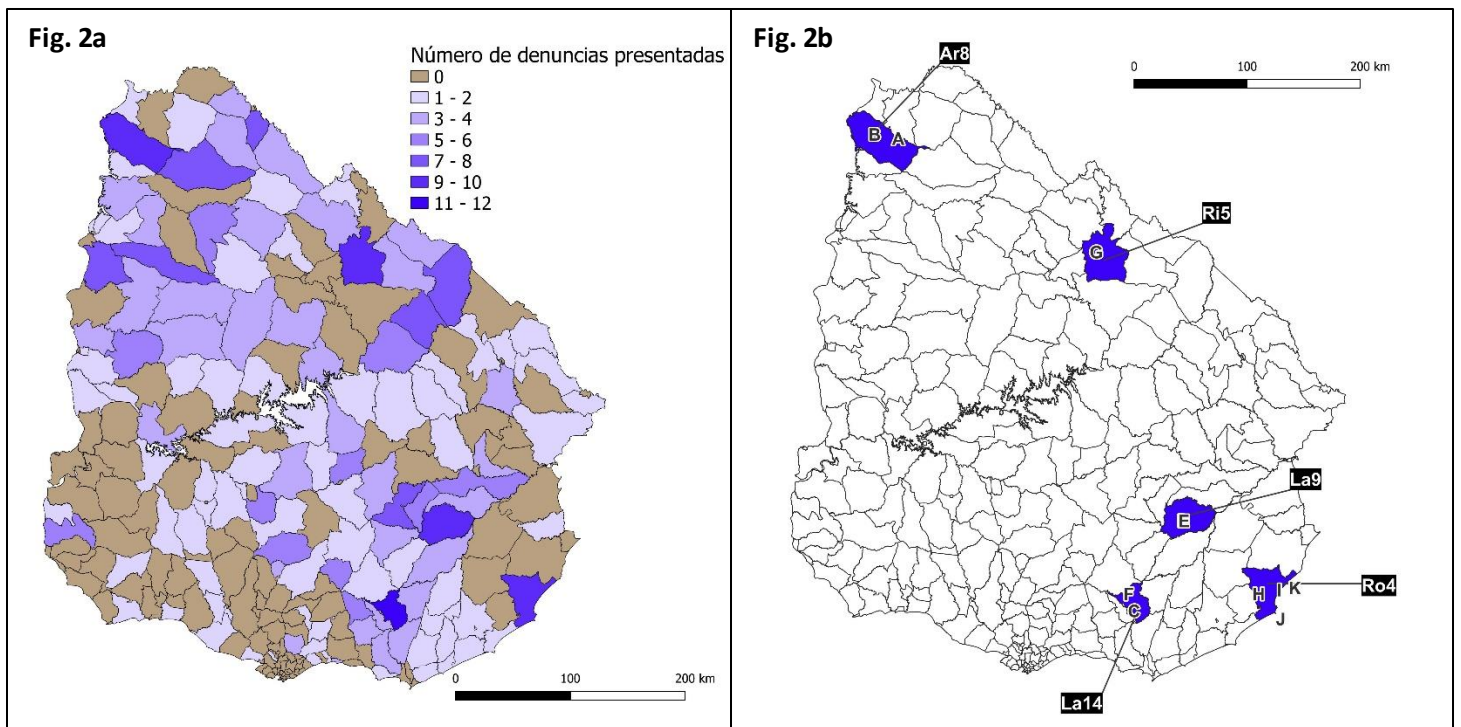 Fig. 2a
Número de denuncias presentadas
0
1 - 2
3 - 4
5 - 6
7 - 8
9 - 10
11 - 12
0 100 200 km
Fig. 2b
Ar8
0 100 200 km
B A
Ri5
G
La9
E
F
C
H I K
Ro4
J
La14